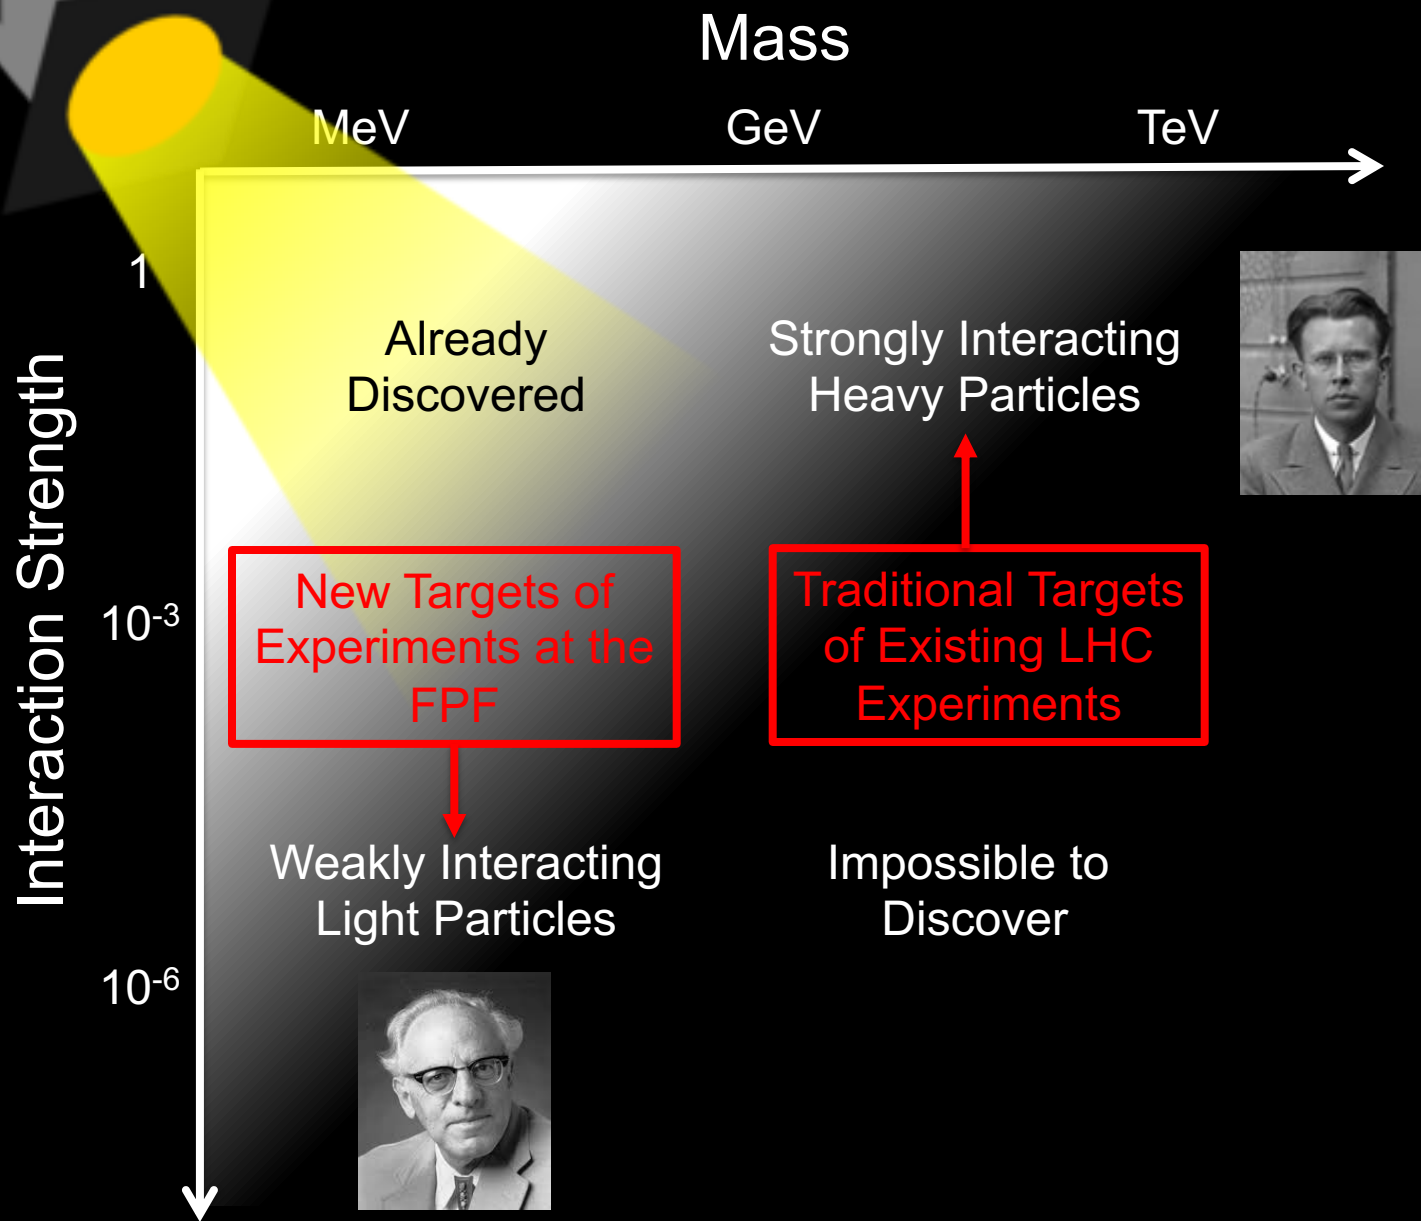 Mass
MeV
GeV
TeV
Interaction Strength
1
10⁻³
10⁻⁶
Already
Discovered
Strongly Interacting
Heavy Particles
New Targets of
Experiments at the
FPF
Traditional Targets
of Existing LHC
Experiments
Weakly Interacting
Light Particles
Impossible to
Discover